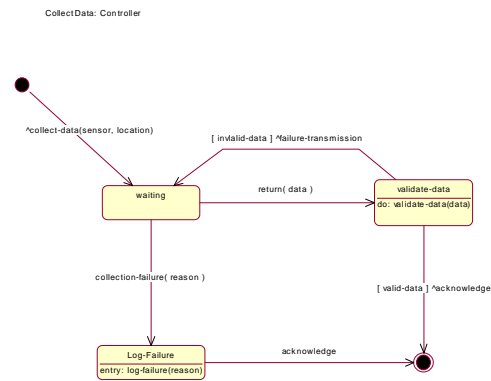 CollectData: Controller
^collect-data(sensor, location)
[ invlalid-data ] ^failure-transmission
waiting
return( data )
validate-data
do: validate-data(data)
collection-failure( reason )
[ valid-data ] ^acknowledge
Log-Failure
entry: log-failure(reason)
acknowledge